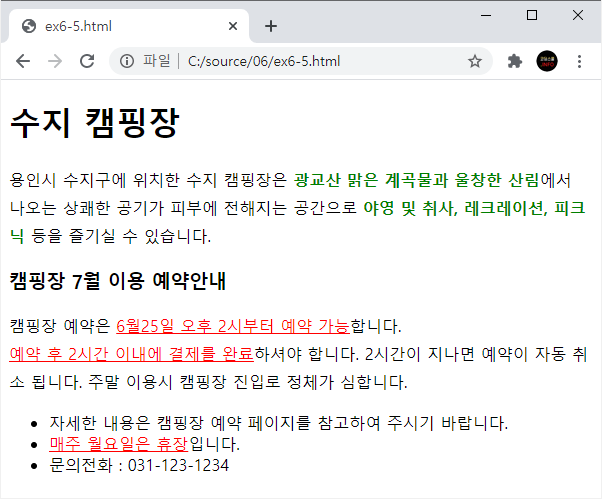 ex6-5.html
파일 C:/source/06/ex6-5.html
수지 캠핑장
용인시 수지구에 위치한 수지 캠핑장은 광교산 맑은 계곡물과 울창한 산림에서
나오는 상쾌한 공기가 피부에 전해지는 공간으로 야영 및 취사, 레크레이션, 피크
닉 등을 즐기실 수 있습니다.
캠핑장 7월 이용 예약안내
캠핑장 예약은 6월25일 오후 2시부터 예약 가능합니다.
예약 후 2시간 이내에 결제를 완료하셔야 합니다. 2시간이 지나면 예약이 자동 취
소 됩니다. 주말 이용시 캠핑장 진입로 정체가 심합니다.
자세한 내용은 캠핑장 예약 페이지를 참고하여 주시기 바랍니다.
매주 월요일은 휴장입니다.
문의전화 : 031-123-1234